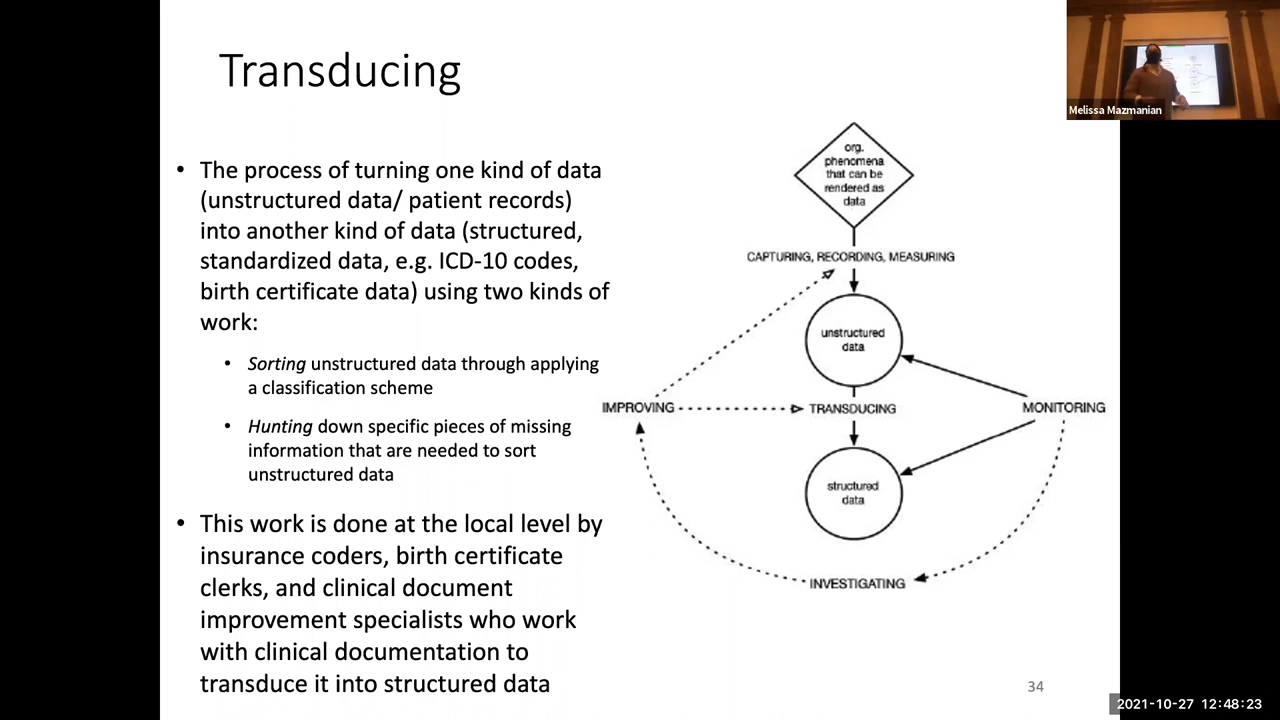 Transducing
• The process of turning one kind of data
(unstructured data/ patient records)
into another kind of data (structured,
standardized data, e.g. ICD-10 codes,
birth certificate data) using two kinds of
work:
• Sorting unstructured data through applying
a classification scheme
• Hunting down specific pieces of missing
information that are needed to sort
unstructured data
• This work is done at the local level by
insurance coders, birth certificate
clerks, and clinical document
improvement specialists who work
with clinical documentation to
transduce it into structured data
org.
phenomena
that can be
rendered as
data
CAPTURING, RECORDING, MEASURING
unstructured
data
IMPROVING
TRANSDUCING
MONITORING
structured
data
INVESTIGATING
34
Melissa Mazmanian
2021-10-27 12:48:23